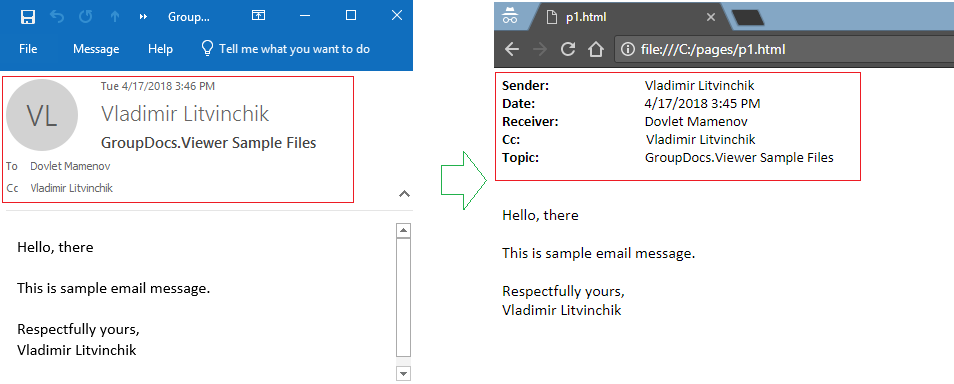 Group...
File Message Help Tell me what you want to do
VL
Tue 4/17/2018 3:46 PM
Vladimir Litvinchik
GroupDocs.Viewer Sample Files
To Dovlet Mamenov
Cc Vladimir Litvinchik
Hello, there
This is sample email message.
Respectfully yours,
Vladimir Litvinchik
p1.html
file:///C:/pages/p1.html
Sender: Vladimir Litvinchik
Date: 4/17/2018 3:45 PM
Receiver: Dovlet Mamenov
Cc: Vladimir Litvinchik
Topic: GroupDocs.Viewer Sample Files
Hello, there
This is sample email message.
Respectfully yours,
Vladimir Litvinchik